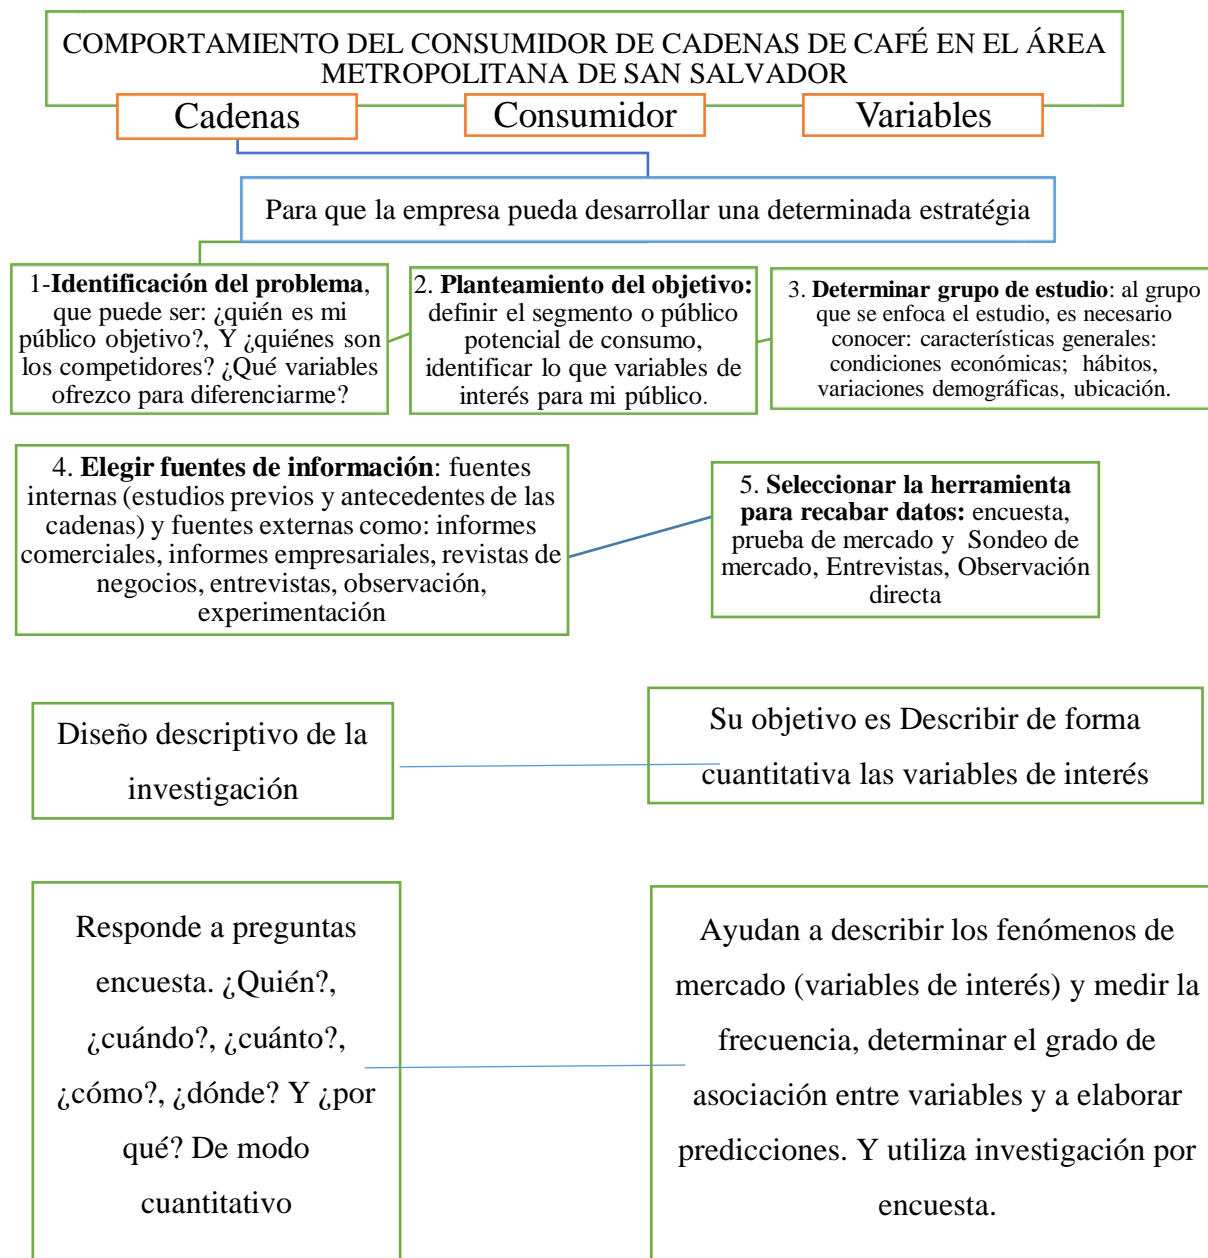 COMPORTAMIENTO DEL CONSUMIDOR DE CADENAS DE CAFÉ EN EL ÁREA
METROPOLITANA DE SAN SALVADOR
Cadenas
Consumidor
Variables
Para que la empresa pueda desarrollar una determinada estratégia
1-Identificación del problema,
que puede ser: ¿quién es mi
público objetivo?, Y ¿quiénes son
los competidores? ¿Qué variables
ofrezco para diferenciarme?
2. Planteamiento del objetivo:
definir el segmento o público
potencial de consumo,
identificar lo que variables de
interés para mi público.
3. Determinar grupo de estudio: al grupo
que se enfoca el estudio, es necesario
conocer: características generales:
condiciones económicas; hábitos,
variaciones demográficas, ubicación.
4. Elegir fuentes de información: fuentes
internas (estudios previos y antecedentes de las
cadenas) y fuentes externas como: informes
comerciales, informes empresariales, revistas de
negocios, entrevistas, observación,
experimentación
5. Seleccionar la herramienta
para recabar datos: encuesta,
prueba de mercado y Sondeo de
mercado, Entrevistas, Observación
directa
Diseño descriptivo de la
investigación
Su objetivo es Describir de forma
cuantitativa las variables de interés
Responde a preguntas
encuesta. ¿Quién?,
¿cuándo?, ¿cuánto?,
¿cómo?, ¿dónde? Y ¿por
qué? De modo
cuantitativo
Ayudan a describir los fenómenos de
mercado (variables de interés) y medir la
frecuencia, determinar el grado de
asociación entre variables y a elaborar
predicciones. Y utiliza investigación por
encuesta.